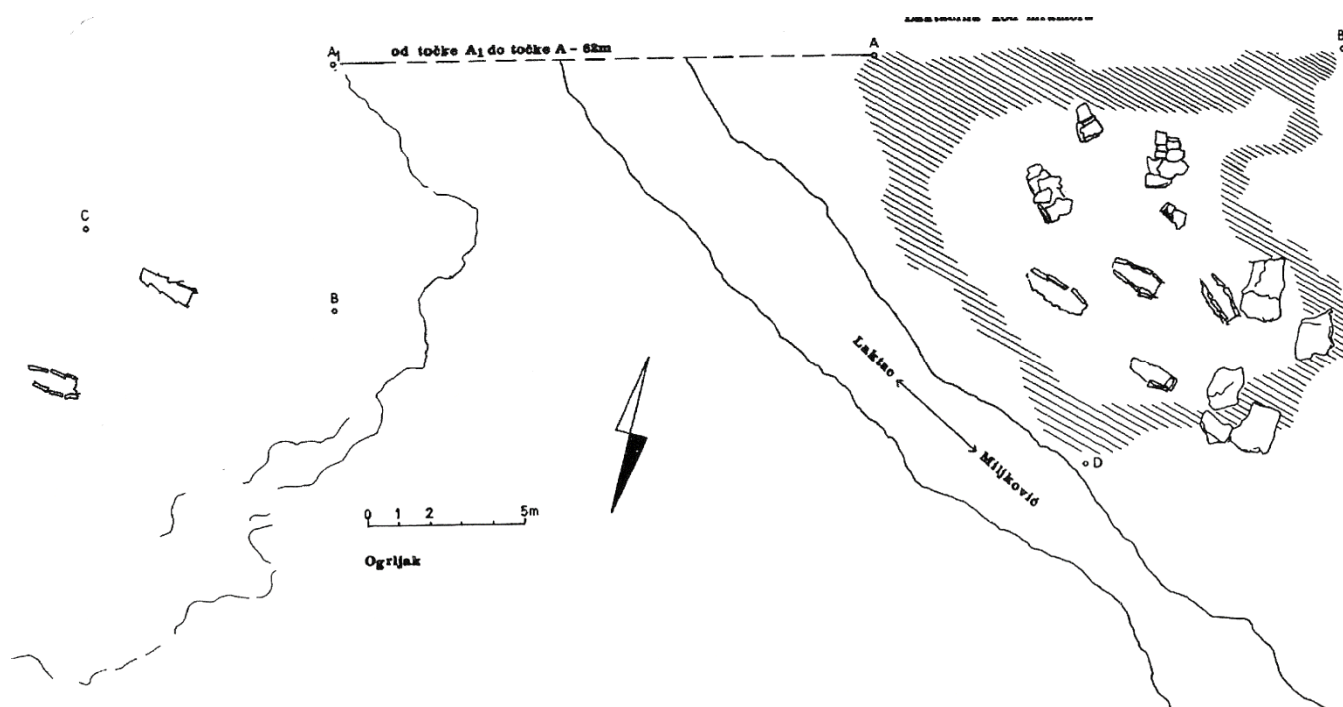 A1 od točke A1 do točke A - 62m A B
C
B
Laktac
Miljković
D
0 1 2 5m
Ogrljak